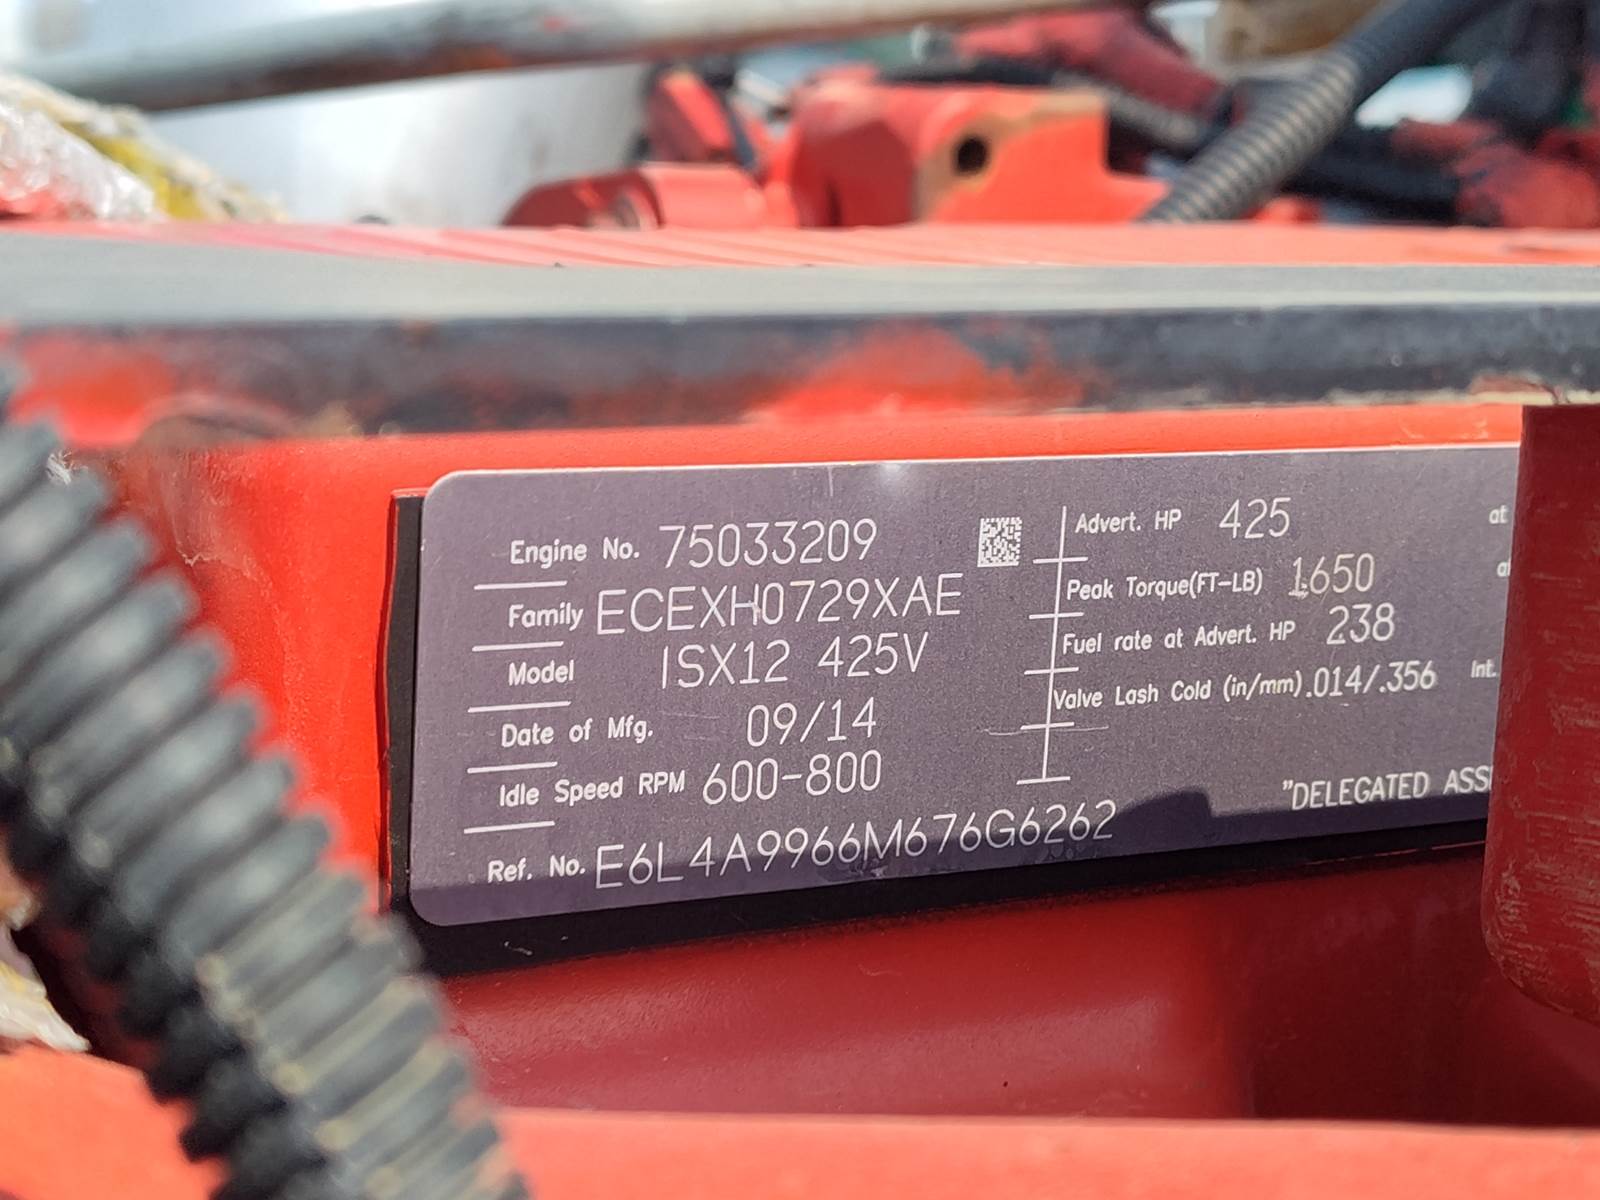 Engine No. 75033209
Family ECEXH0729XAE
Model ISX12 425V
Date of Mfg. 09/14
Idle Speed RPM 600-800
Ref. No. E6L4A9966M676G6262
Advert. HP 425 at
Peak Torque(FT-LB) 1650
Fuel rate at Advert. HP 238
Valve Lash Cold (in/mm) .014/.356 Int.
"DELEGATED ASS